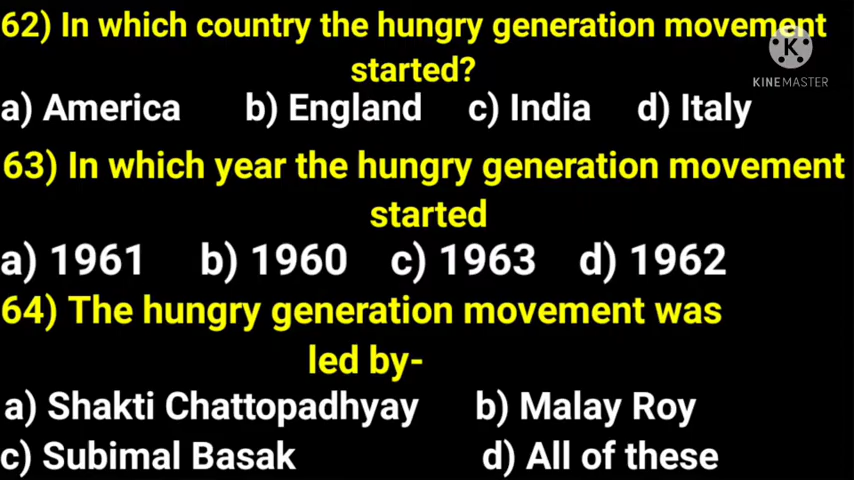 62) In which country the hungry generation movement
started?
K
KINEMASTER
a) America b) England c) India d) Italy
63) In which year the hungry generation movement
started
a) 1961 b) 1960 c) 1963 d) 1962
64) The hungry generation movement was
led by-
a) Shakti Chattopadhyay b) Malay Roy
c) Subimal Basak d) All of these